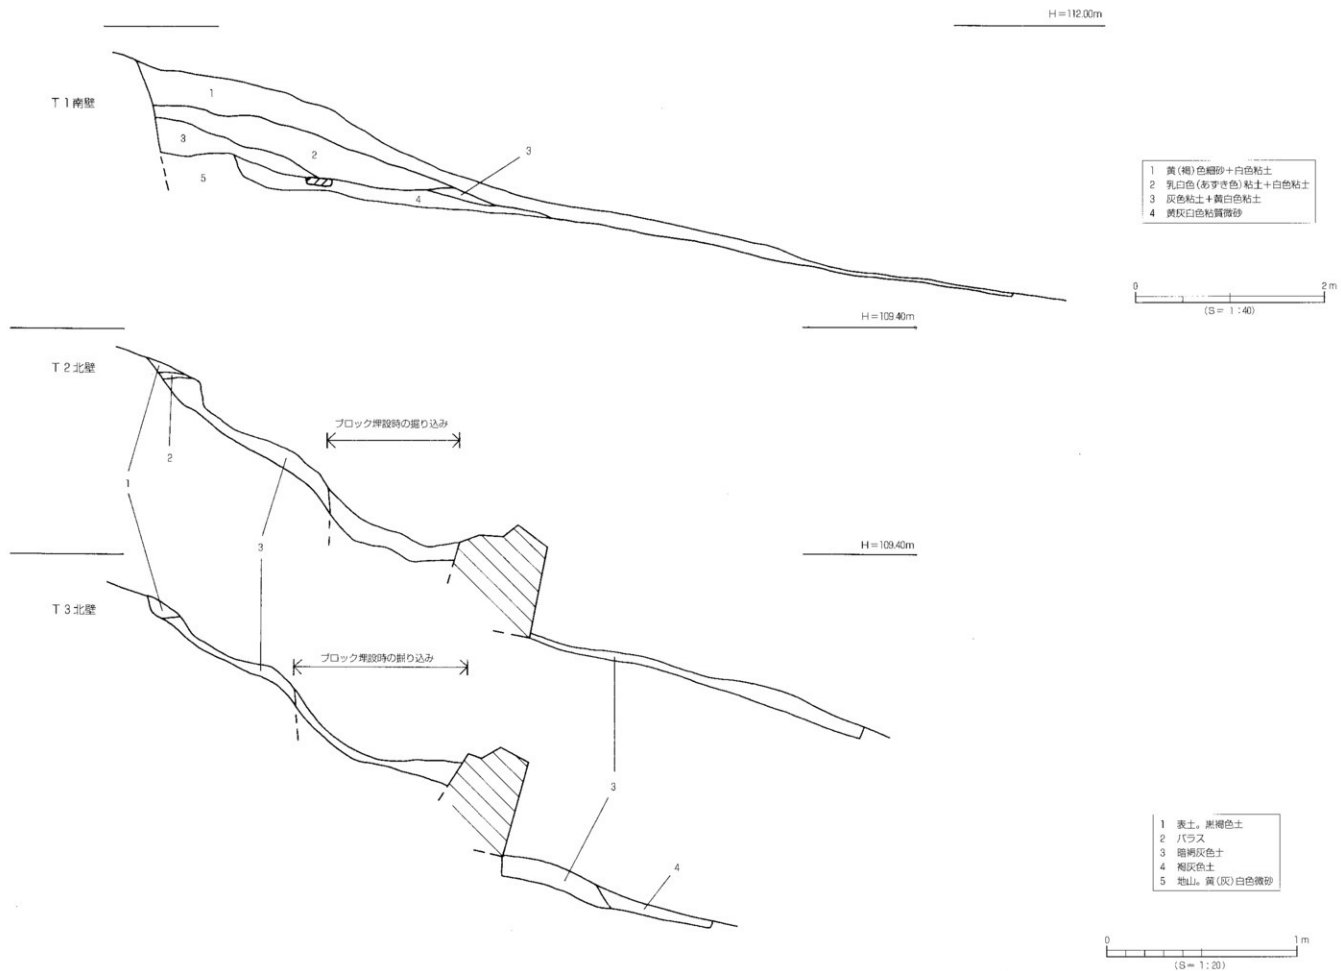 H=112.00m
T1南壁
1
3
2
3
5
4
1 黄(褐)色細砂+白色粘土
2 乳白色(あずき色)粘土+白色粘土
3 灰色粘土+黄白色粘土
4 黄灰白色粘質微砂
0 2m
(S=1:40)
H=109.40m
T2北壁
ブロック埋設時の掘り込み
2
1
3
H=109.40m
T3北壁
ブロック埋設時の掘り込み
3
4
1 表土。黒褐色土
2 バラス
3 暗褐灰色土
4 褐灰色土
5 地山。黄(灰)白色微砂
0 1m
(S=1:20)